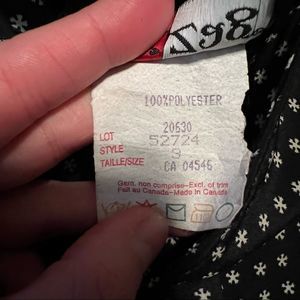 100%POLYESTER
20630
LOT 52724
STYLE 9
TAILLE/SIZE
CA 04546
Garn. non comprise-Excl. of trim
Fait au Canada-Made in Canada